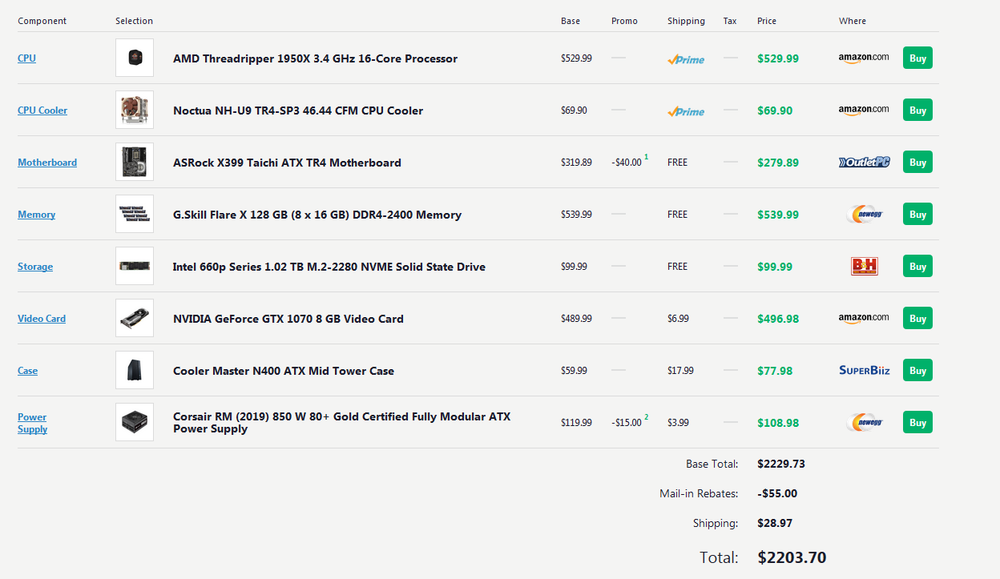 Component Selection Base Promo Shipping Tax Price Where
CPU AMD Threadripper 1950X 3.4 GHz 16-Core Processor $529.99 — Prime — $529.99 amazon.com Buy
CPU Cooler Noctua NH-U9 TR4-SP3 46.44 CFM CPU Cooler $69.90 — Prime — $69.90 amazon.com Buy
Motherboard ASRock X399 Taichi ATX TR4 Motherboard $319.89 -$40.00 1 FREE — $279.89 OutletPC Buy
Memory G.Skill Flare X 128 GB (8 x 16 GB) DDR4-2400 Memory $539.99 — FREE — $539.99 newegg Buy
Storage Intel 660p Series 1.02 TB M.2-2280 NVME Solid State Drive $99.99 — FREE — $99.99 B&H Buy
Video Card NVIDIA GeForce GTX 1070 8 GB Video Card $489.99 — $6.99 — $496.98 amazon.com Buy
Case Cooler Master N400 ATX Mid Tower Case $59.99 — $17.99 — $77.98 SuperBiiz Buy
Power Corsair RM (2019) 850 W 80+ Gold Certified Fully Modular ATX $119.99 -$15.00 2 $3.99 — $108.98 newegg Buy
Supply Power Supply
Base Total: $2229.73
Mail-in Rebates: -$55.00
Shipping: $28.97
Total: $2203.70